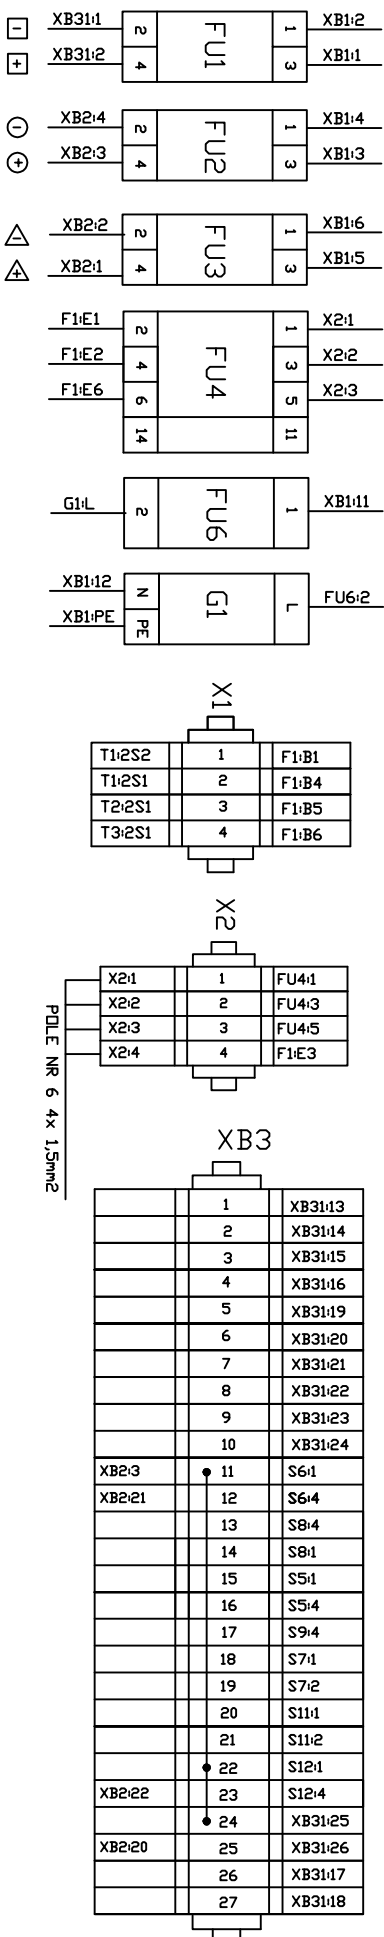 XB31:1 2 FU1 1 XB1:2
XB31:2 4 3 XB1:1
XB2:4 2 FU2 1 XB1:4
XB2:3 4 3 XB1:3
XB2:2 2 FU3 1 XB1:6
XB2:1 4 3 XB1:5
F1:E1 2 FU4 1 X2:1
F1:E2 4 3 X2:2
F1:E6 6 5 X2:3
14 11
G1:L 2 FU6 1 XB1:11
XB1:12 N G1 L FU6:2
XB1:PE PE
X1
T1:2S2 1 F1:B1
T1:2S1 2 F1:B4
T2:2S1 3 F1:B5
T3:2S1 4 F1:B6
X2
X2:1 1 FU4:1
X2:2 2 FU4:3
X2:3 3 FU4:5
X2:4 4 F1:E3
POLE NR 6 4x 1,5mm2
XB3
1 XB31:13
2 XB31:14
3 XB31:15
4 XB31:16
5 XB31:19
6 XB31:20
7 XB31:21
8 XB31:22
9 XB31:23
10 XB31:24
XB2:3 11 S6:1
XB2:21 12 S6:4
13 S8:4
14 S8:1
15 S5:1
16 S5:4
17 S9:4
18 S7:1
19 S7:2
20 S11:1
21 S11:2
22 S12:1
XB2:22 23 S12:4
24 XB31:25
XB2:20 25 XB31:26
26 XB31:17
27 XB31:18